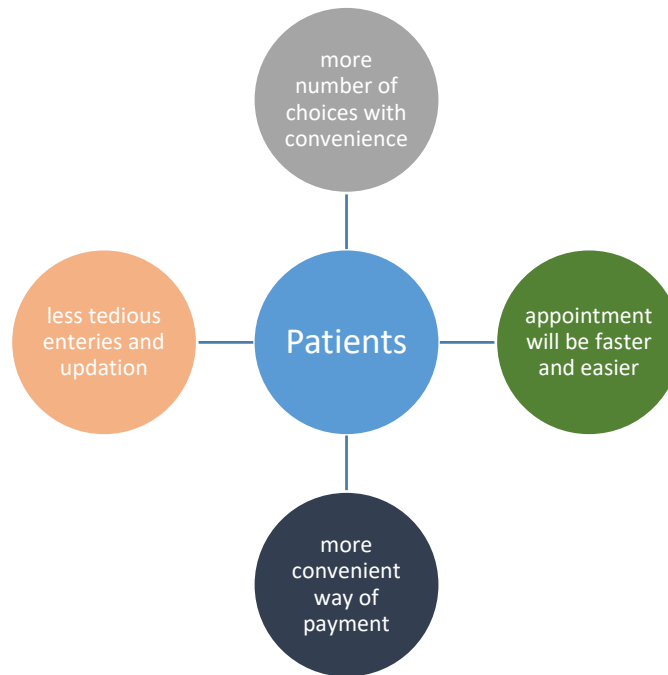 more
number of
choices with
convenience
less tedious
enteries and
updation
Patients
appointment
will be faster
and easier
more
convenient
way of
payment